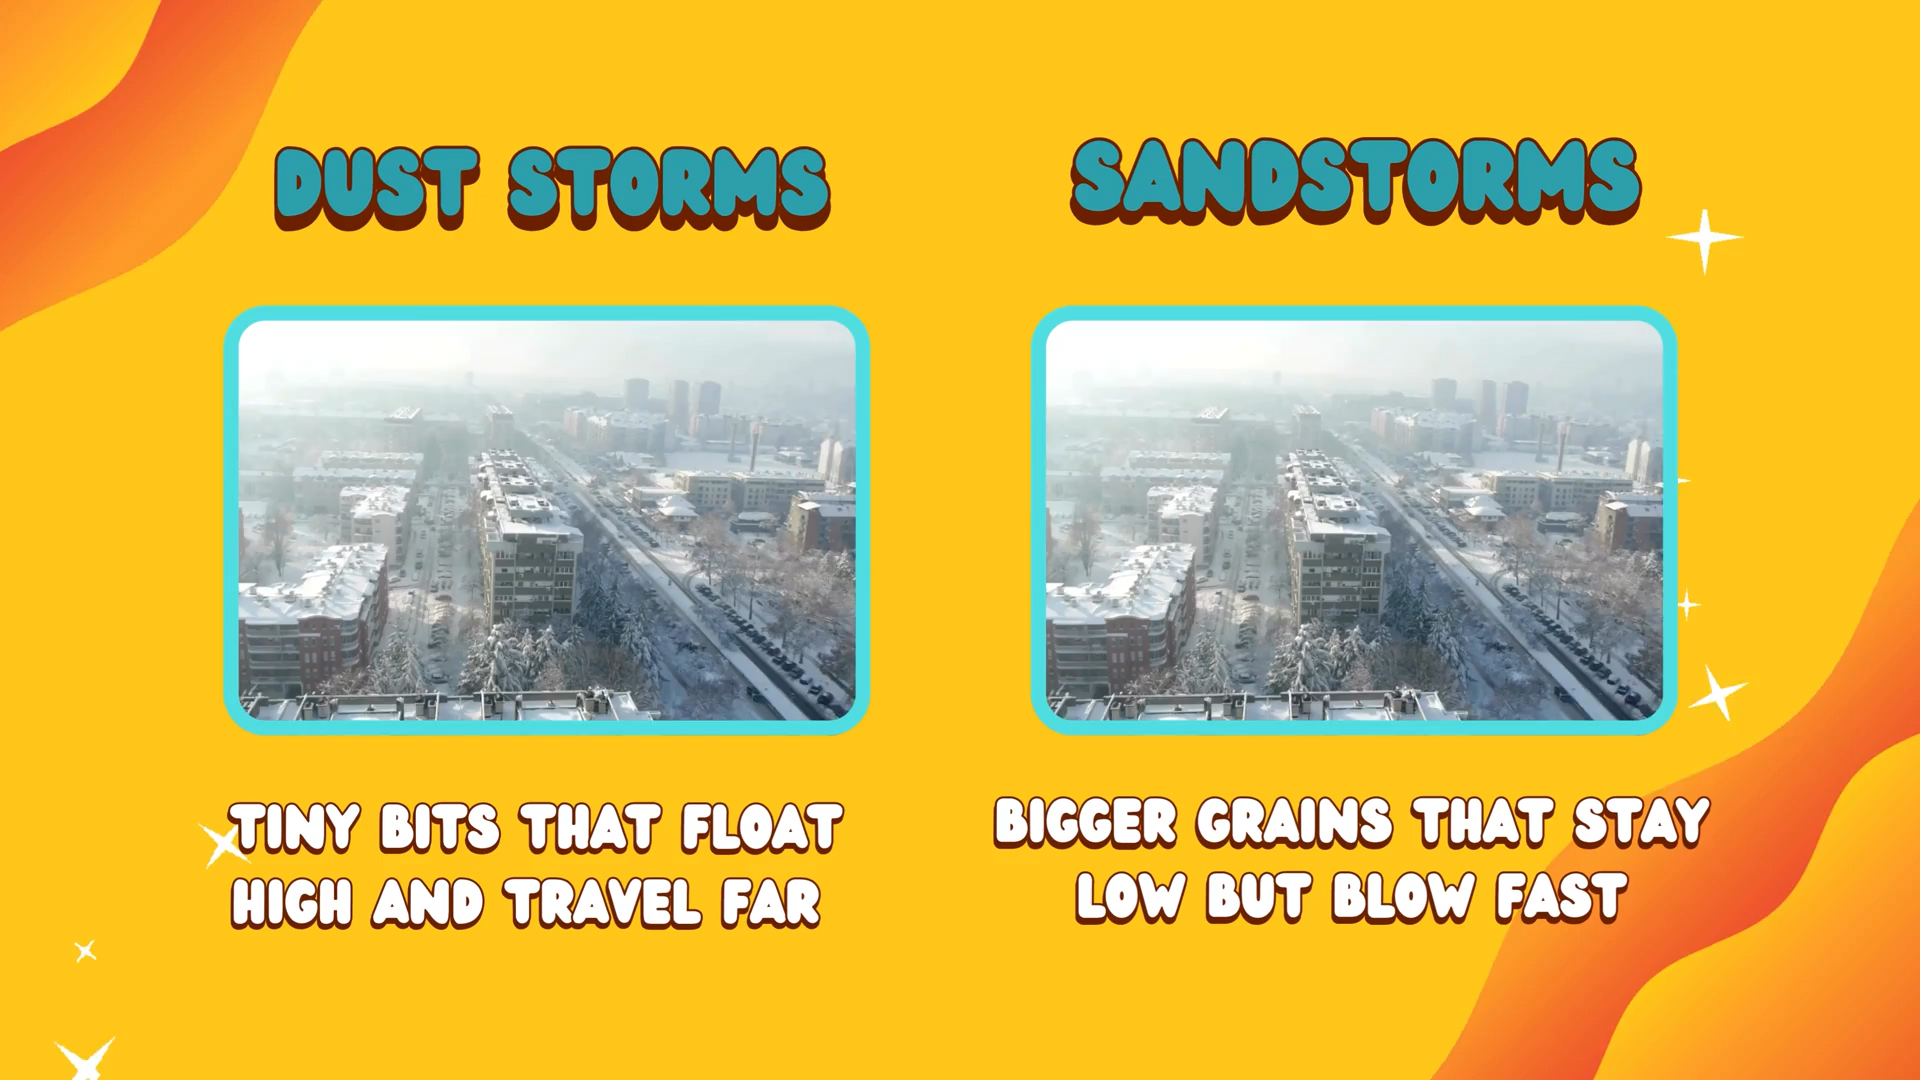 DUST STORMS
SANDSTORMS
TINY BITS THAT FLOAT
HIGH AND TRAVEL FAR
BIGGER GRAINS THAT STAY
LOW BUT BLOW FAST